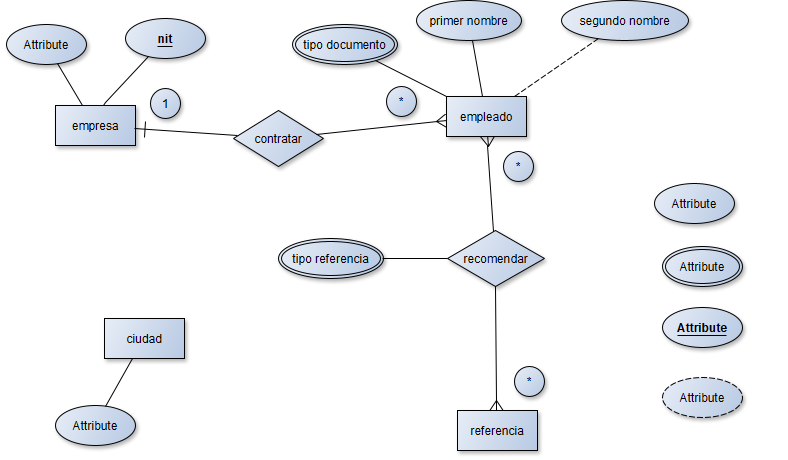 primer nombre
segundo nombre
Attribute
nit
tipo documento
1
*
empresa
empleado
contratar
*
Attribute
tipo referencia
recomendar
Attribute
Attribute
ciudad
*
Attribute
Attribute
referencia